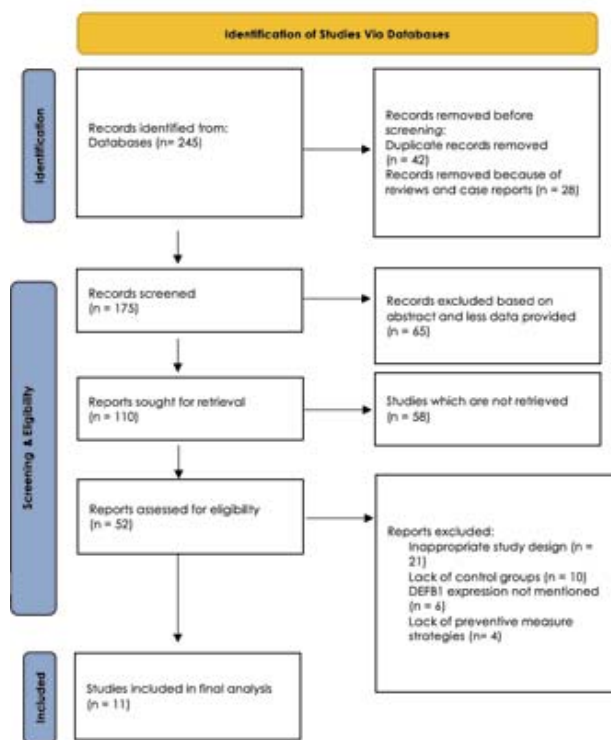 Identification of Studies Via Databases
Identification
Records identified from:
Databases (n= 245)
Records removed before
screening:
Duplicate records removed
(n = 42)
Records removed because of
reviews and case reports (n = 28)
Screening & Eligibility
Records screened
(n = 175)
Records excluded based on
abstract and less data provided
(n = 65)
Reports sought for retrieval
(n = 110)
Studies which are not retrieved
(n = 58)
Reports assessed for eligibility
(n = 52)
Reports excluded:
Inappropriate study design (n =
21)
Lack of control groups (n = 10)
DEFB1 expression not mentioned
(n = 6)
Lack of preventive measure
strategies (n= 4)
Included
Studies included in final analysis
(n = 11)